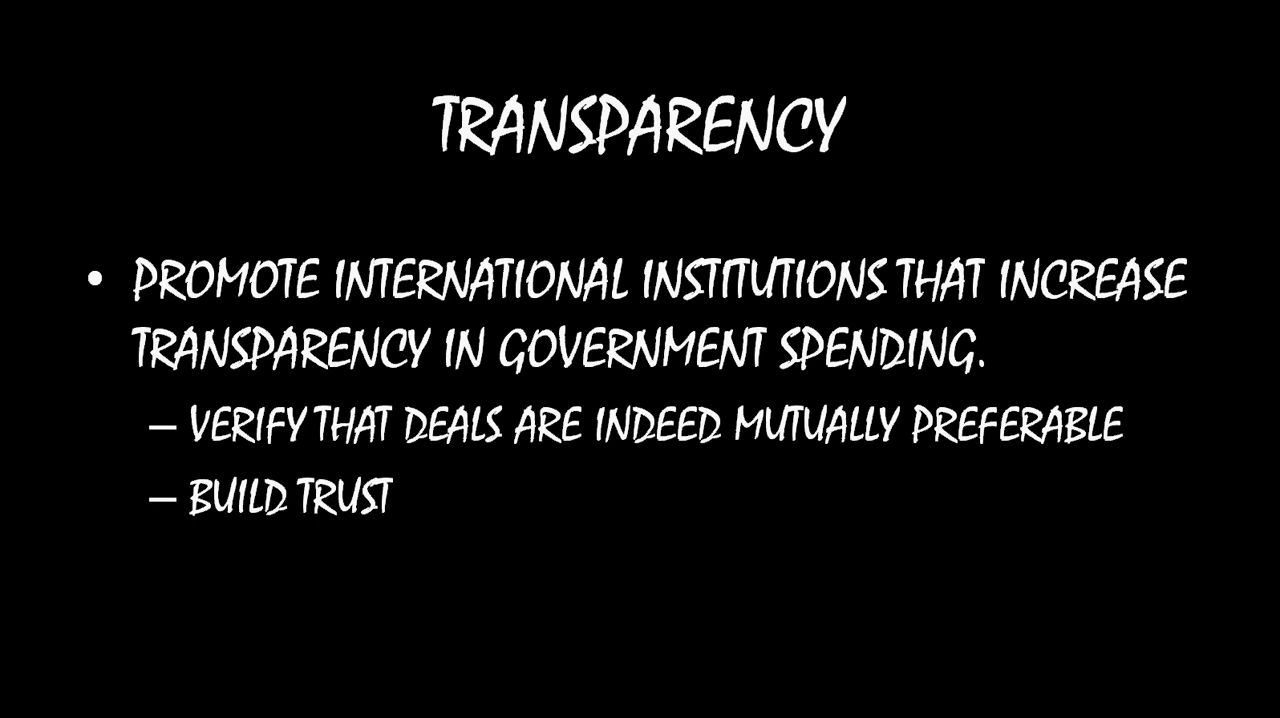 TRANSPARENCY
• PROMOTE INTERNATIONAL INSTITUTIONS THAT INCREASE
TRANSPARENCY IN GOVERNMENT SPENDING.
– VERIFY THAT DEALS ARE INDEED MUTUALLY PREFERABLE
– BUILD TRUST